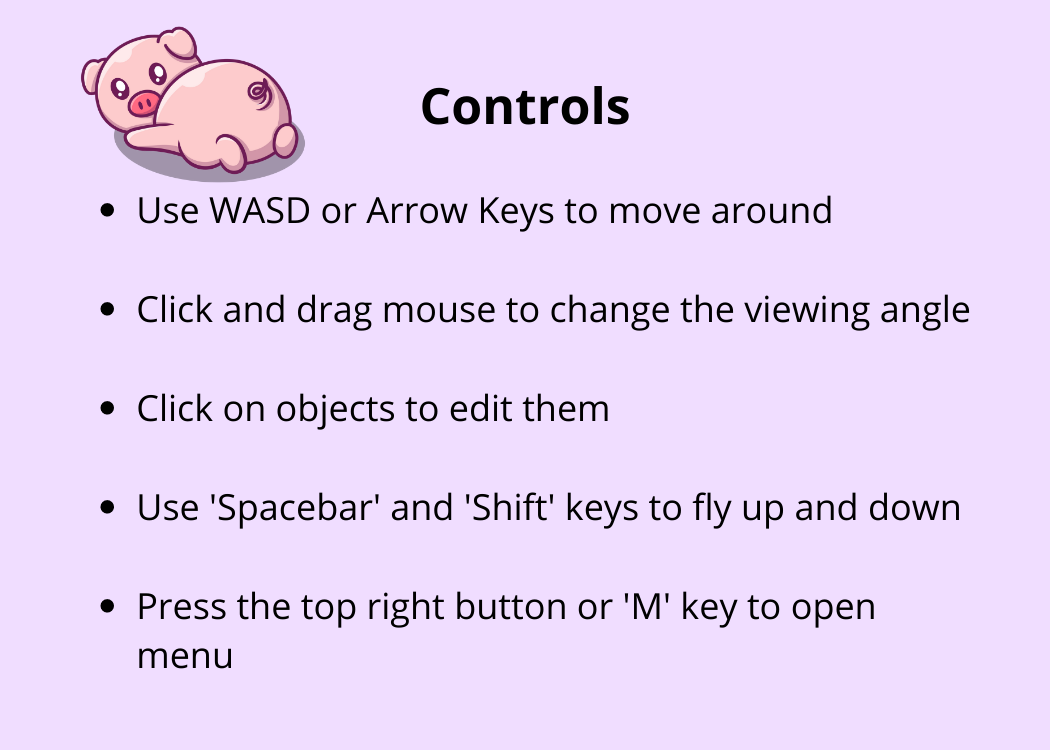 Controls
• Use WASD or Arrow Keys to move around
• Click and drag mouse to change the viewing angle
• Click on objects to edit them
• Use 'Spacebar' and 'Shift' keys to fly up and down
• Press the top right button or 'M' key to open
menu